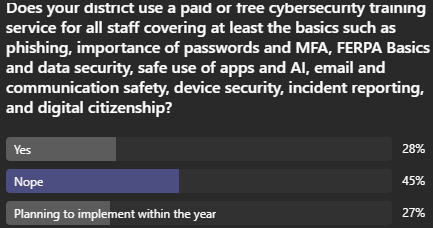 Does your district use a paid or free cybersecurity training
service for all staff covering at least the basics such as
phishing, importance of passwords and MFA, FERPA Basics
and data security, safe use of apps and AI, email and
communication safety, device security, incident reporting,
and digital citizenship?
Yes 28%
Nope 45%
Planning to implement within the year 27%